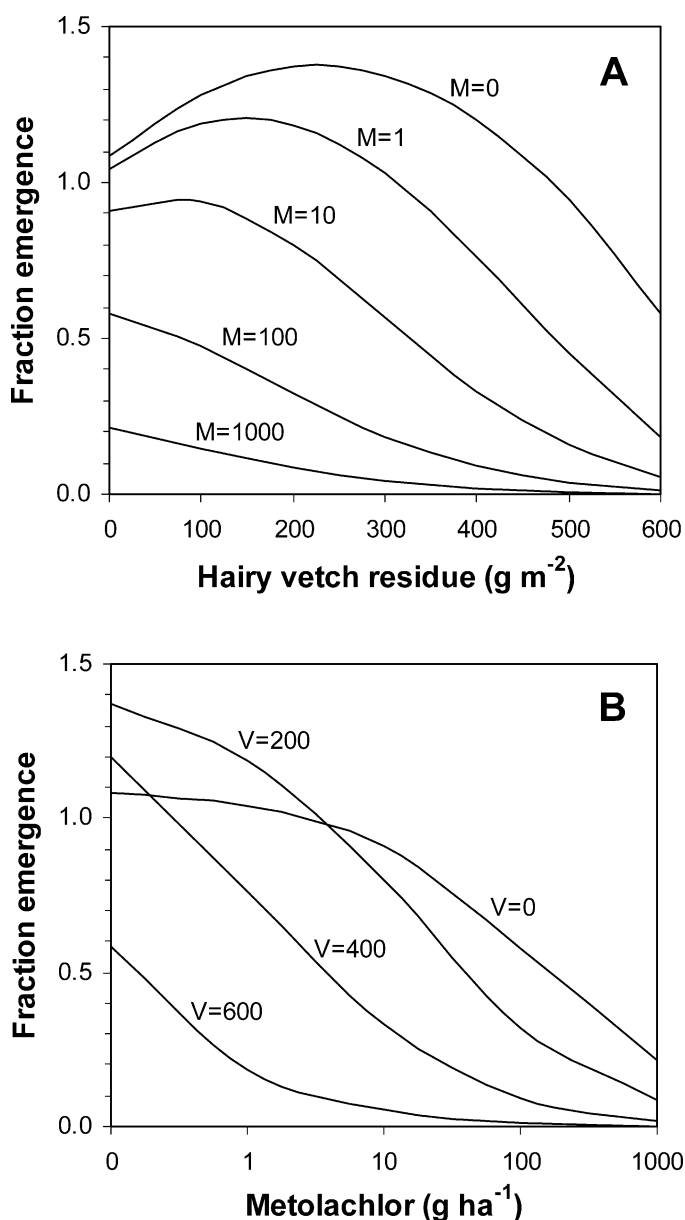 A
Fraction emergence
1.5
1.0
0.5
0.0
M=0
M=1
M=10
M=100
M=1000
0 100 200 300 400 500 600
Hairy vetch residue (g m-2)
B
Fraction emergence
1.5
1.0
0.5
0.0
V=200
V=0
V=400
V=600
0 1 10 100 1000
Metolachlor (g ha-1)